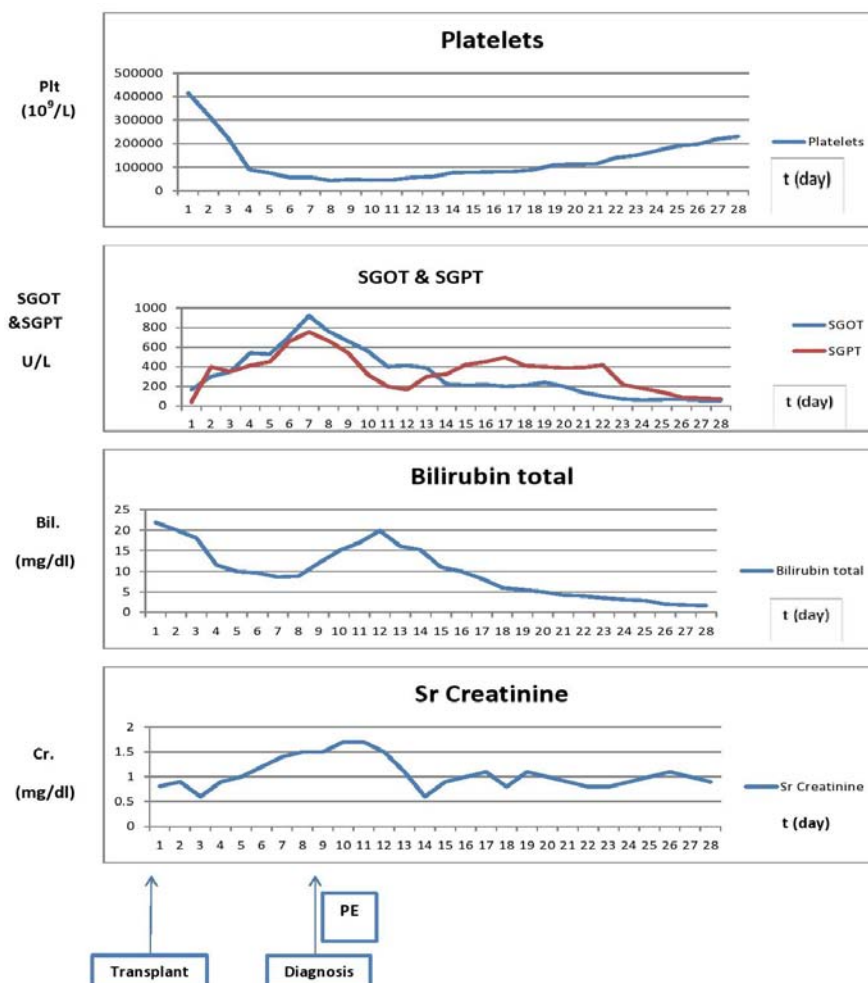 Platelets
Plt
(10⁹/L)
500000
400000
300000
200000
100000
0
1 2 3 4 5 6 7 8 9 10 11 12 13 14 15 16 17 18 19 20 21 22 23 24 25 26 27 28
Platelets
t (day)
SGOT & SGPT
SGOT
&SGPT
U/L
1000
800
600
400
200
0
1 2 3 4 5 6 7 8 9 10 11 12 13 14 15 16 17 18 19 20 21 22 23 24 25 26 27 28
SGOT
SGPT
t (day)
Bilirubin total
Bil.
(mg/dl)
25
20
15
10
5
0
1 2 3 4 5 6 7 8 9 10 11 12 13 14 15 16 17 18 19 20 21 22 23 24 25 26 27 28
Bilirubin total
t (day)
Sr Creatinine
Cr.
(mg/dl)
2
1.5
1
0.5
0
1 2 3 4 5 6 7 8 9 10 11 12 13 14 15 16 17 18 19 20 21 22 23 24 25 26 27 28
Sr Creatinine
t (day)
PE
Transplant
Diagnosis